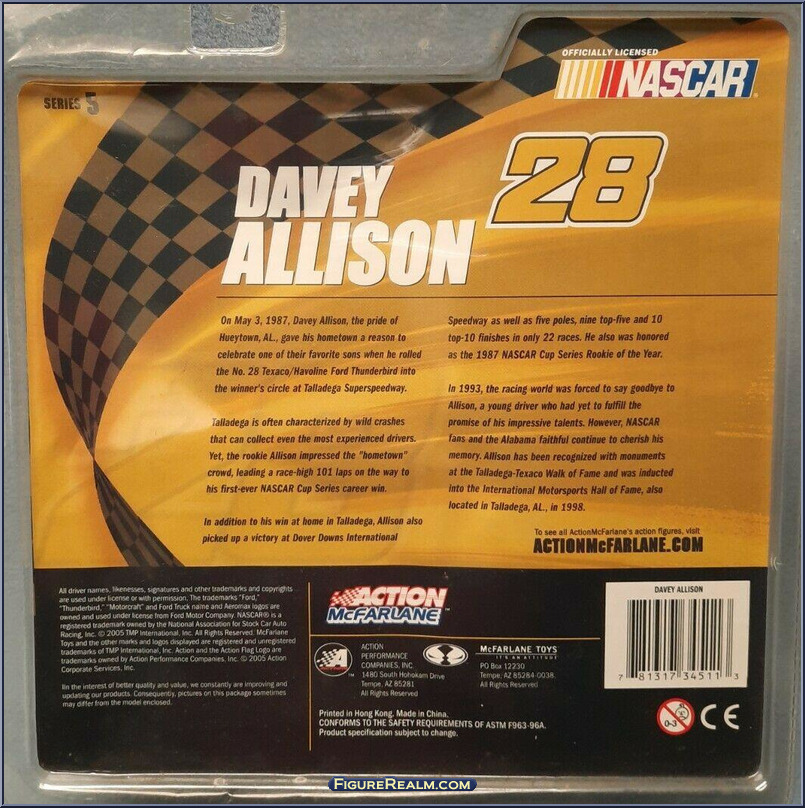 OFFICIALLY LICENSED
NASCAR
SERIES 5
28
DAVEY
ALLISON
On May 3, 1987, Davey Allison, the pride of
Hueytown, AL., gave his hometown a reason to
celebrate one of their favorite sons when he rolled
the No. 28 Texaco/Havoline Ford Thunderbird into
the winner's circle at Talladega Superspeedway.
Talladega is often characterized by wild crashes
that can collect even the most experienced drivers.
Yet, the rookie Allison impressed the "hometown"
crowd, leading a race-high 101 laps on the way to
his first-ever NASCAR Cup Series career win.
In addition to his win at home in Talladega, Allison also
picked up a victory at Dover Downs International
Speedway as well as five poles, nine top-five and 10
top-10 finishes in only 22 races. He also was honored
as the 1987 NASCAR Cup Series Rookie of the Year.
In 1993, the racing world was forced to say goodbye to
Allison, a young driver who had yet to fulfill the
promise of his impressive talents. However, NASCAR
fans and the Alabama faithful continue to cherish his
memory. Allison has been recognized with monuments
at the Talladega-Texaco Walk of Fame and was inducted
into the International Motorsports Hall of Fame, also
located in Talladega, AL., in 1998.
To see all ActionMcFarlane's action figures, visit
ACTIONMCFARLANE.COM
All driver names, likenesses, signatures and other trademarks and copyrights
are used under license or with permission. The trademarks "Ford,"
"Thunderbird," "Motorcraft" and Ford Truck name and Aeromax logos are
owned and used under license from Ford Motor Company. NASCAR® is a
registered trademark owned by the National Association for Stock Car Auto
Racing, Inc. © 2005 TMP International, Inc. All Rights Reserved. McFarlane
Toys and the other marks and logos displayed are registered and unregistered
trademarks of TMP International, Inc. Action and the Action Flag Logo are
trademarks owned by Action Performance Companies, Inc. © 2005 Action
Corporate Services, Inc.
In the interest of better quality and value, we constantly are improving and
updating our products. Consequently, pictures on this package sometimes
may differ from the model enclosed.
ACTION
McFARLANE™
ACTION
PERFORMANCE
COMPANIES, INC.
1480 South Hohokam Drive
Tempe, AZ 85281
All Rights Reserved
McFARLANE TOYS
IT'S AN ATTITUDE
PO Box 12230
Tempe, AZ 85284-0038.
All Rights Reserved
Printed in Hong Kong. Made in China.
CONFORMS TO THE SAFETY REQUIREMENTS OF ASTM F963-96A.
Product specification subject to change.
DAVEY ALLISON
7 81317 34511 3
0-3
CE
FIGUREREALM.COM